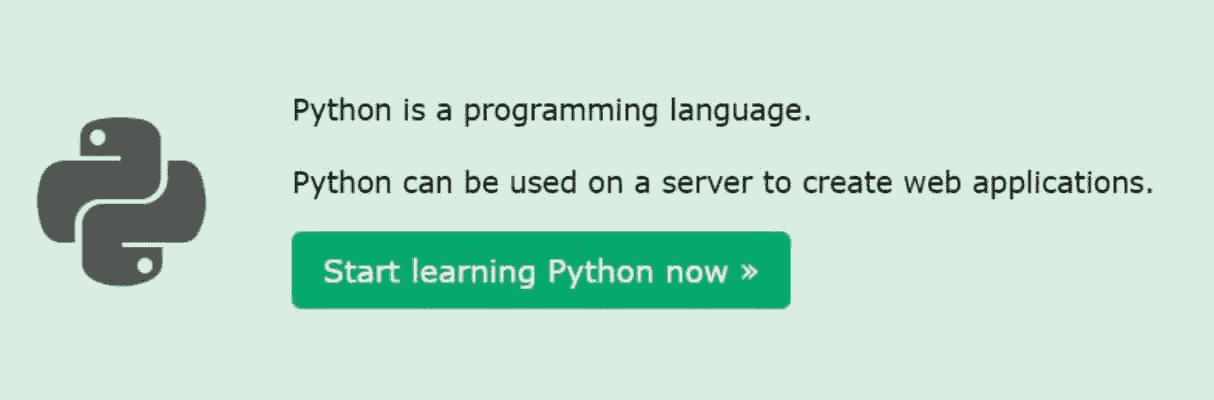 Python is a programming language.
Python can be used on a server to create web applications.
Start learning Python now »